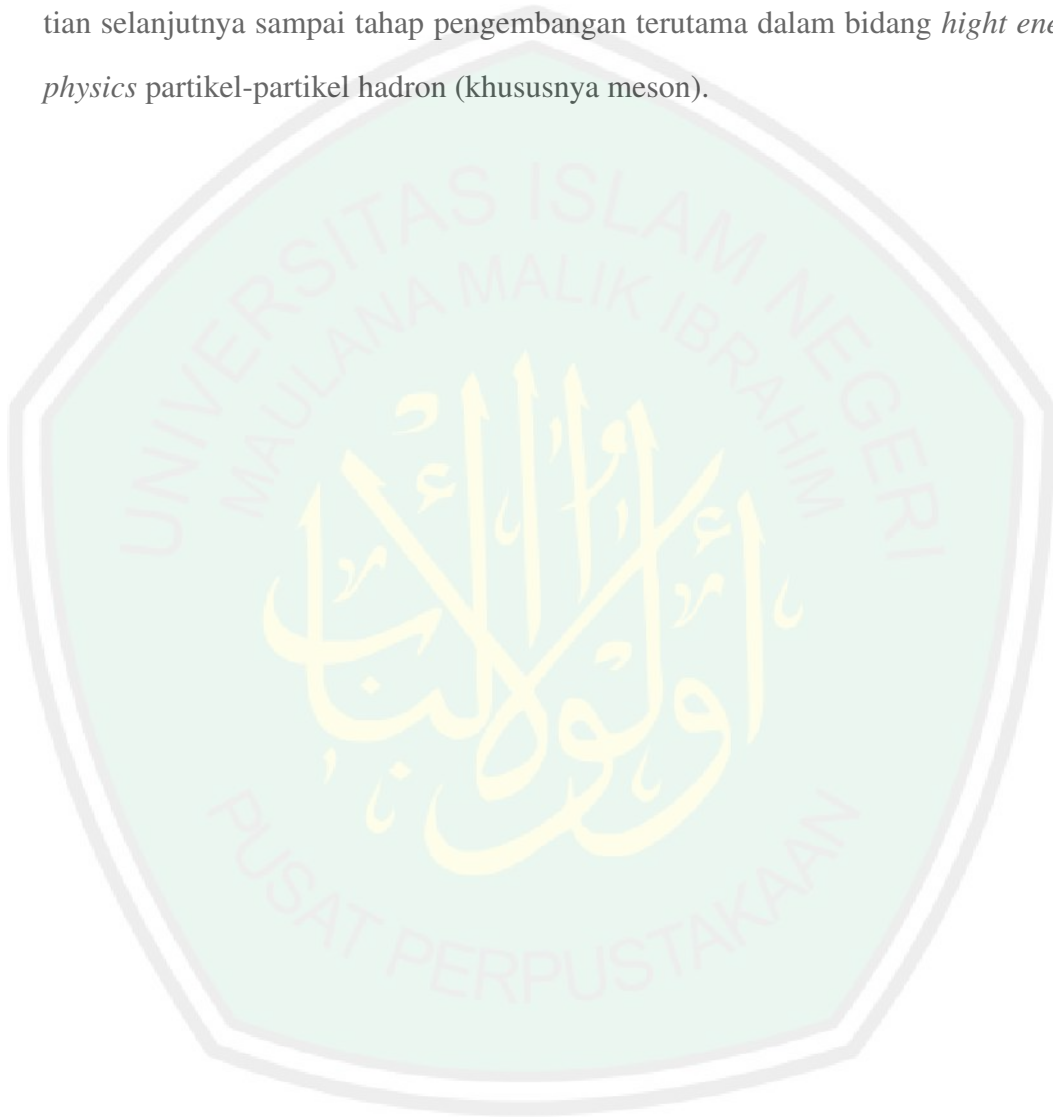 tian selanjutnya sampai tahap pengembangan terutama dalam bidang hight ene
physics partikel-partikel hadron (khususnya meson).
UNIVERSITAS ISLAM NEGERI
MAULANA MALIK IBRAHIM
PUSAT PERPUSTAKAAN